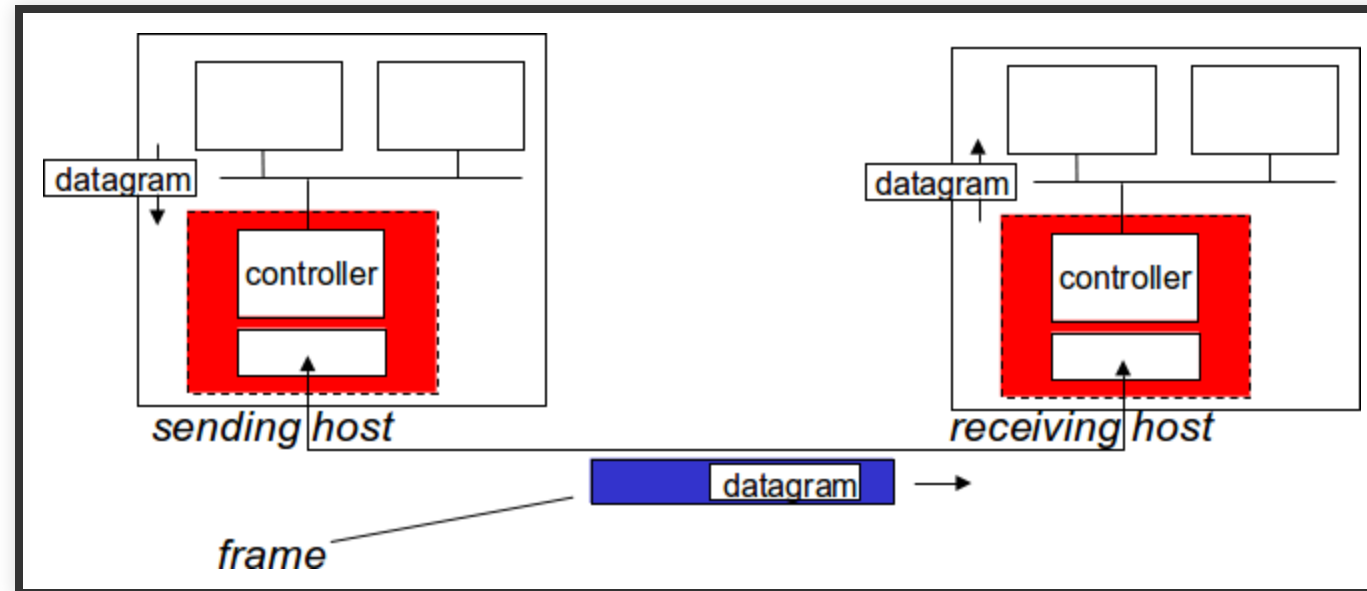 datagram
datagram
controller
controller
sending host
receiving host
datagram
frame